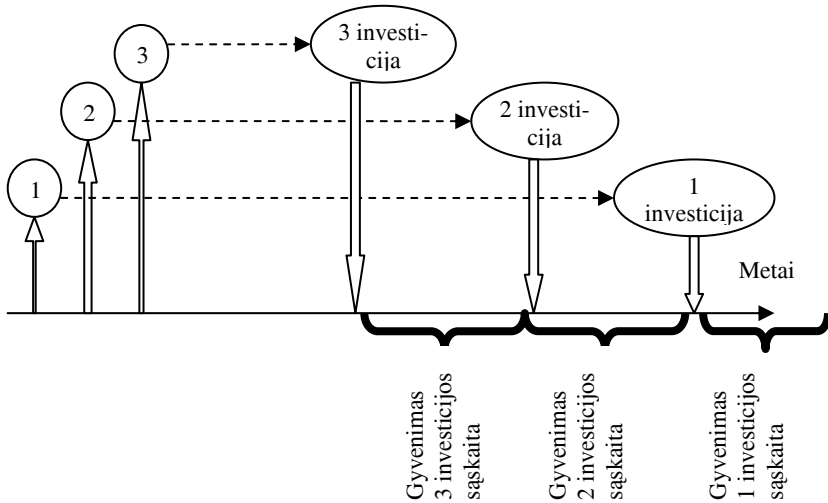 3
3 investi-
cija
2
2 investi-
cija
1
1
investicija
Metai
Gyvenimas
3 investicijos
sąskaita
Gyvenimas
2 investicijos
sąskaita
Gyvenimas
1 investicijos
sąskaita